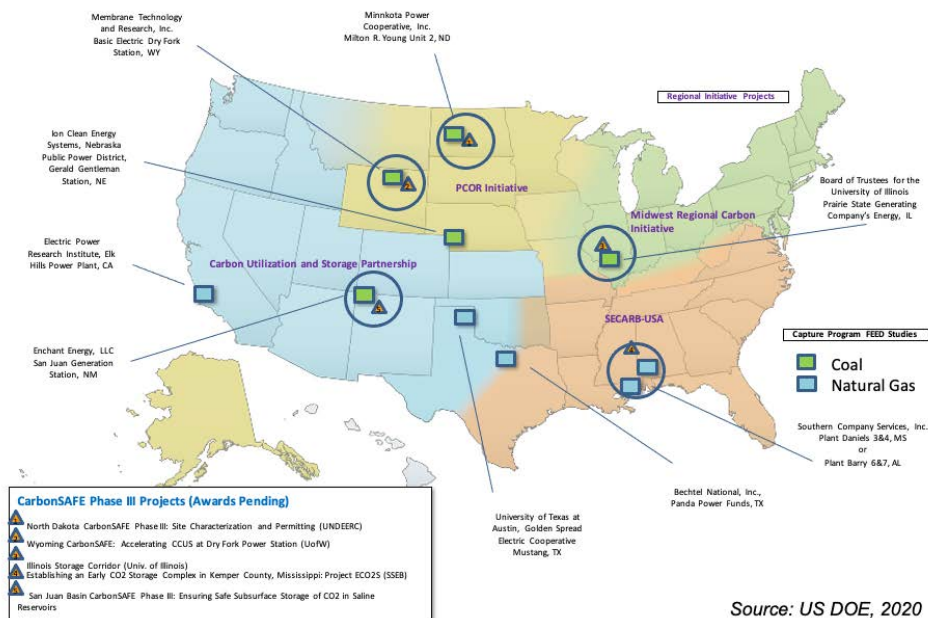 Membrane Technology
and Research, Inc.
Basic Electric Dry Fork
Station, WY
Minnkota Power
Cooperative, Inc.
Milton R. Young Unit 2, ND
Regional Initiative Projects
Ion Clean Energy
Systems, Nebraska
Public Power District,
Gerald Gentleman
Station, NE
PCOR Initiative
Board of Trustees for the
University of Illinois
Prairie State Generating
Company's Energy, IL
Midwest Regional Carbon
Initiative
Electric Power
Research Institute, Elk
Hills Power Plant, CA
Carbon Utilization and Storage Partnership
SECARB-USA
Enchant Energy, LLC
San Juan Generation
Station, NM
Capture Program FEED Studies
Coal
Natural Gas
Southern Company Services, Inc.
Plant Daniels 3&4, MS
or
Plant Barry 6&7, AL
Bechtel National, Inc.,
Panda Power Funds, TX
University of Texas at
Austin, Golden Spread
Electric Cooperative
Mustang, TX
CarbonSAFE Phase III Projects (Awards Pending)
North Dakota CarbonSAFE Phase III: Site Characterization and Permitting (UNDEERC)
Wyoming CarbonSAFE: Accelerating CCUS at Dry Fork Power Station (UofW)
Illinois Storage Corridor (Univ. of Illinois)
Establishing an Early CO2 Storage Complex in Kemper County, Mississippi: Project ECO2S (SSEB)
San Juan Basin CarbonSAFE Phase III: Ensuring Safe Subsurface Storage of CO2 in Saline
Reservoirs
Source: US DOE, 2020